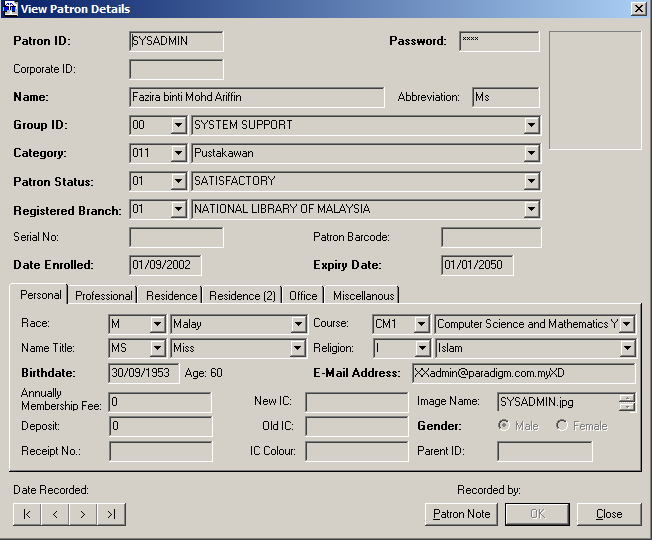 View Patron Details
Patron ID: SYSADMIN Password: ****
Corporate ID:
Name: Fazira binti Mohd Ariffin Abbreviation: Ms
Group ID: 00 SYSTEM SUPPORT
Category: 011 Pustakawan
Patron Status: 01 SATISFACTORY
Registered Branch: 01 NATIONAL LIBRARY OF MALAYSIA
Serial No: Patron Barcode:
Date Enrolled: 01/09/2002 Expiry Date: 01/01/2050
Personal Professional Residence Residence (2) Office Miscellanous
Race: M Malay Course: CM1 Computer Science and Mathematics Y
Name Title: MS Miss Religion: I Islam
Birthdate: 30/09/1953 Age: 60 E-Mail Address: XXadmin@paradigm.com.myXD
Annually
Membership Fee: 0 New IC: Image Name: SYSADMIN.jpg
Deposit: 0 Old IC: Gender: Male Female
Receipt No.: IC Colour: Parent ID:
Date Recorded: Recorded by:
|< < > >| Patron Note OK Close